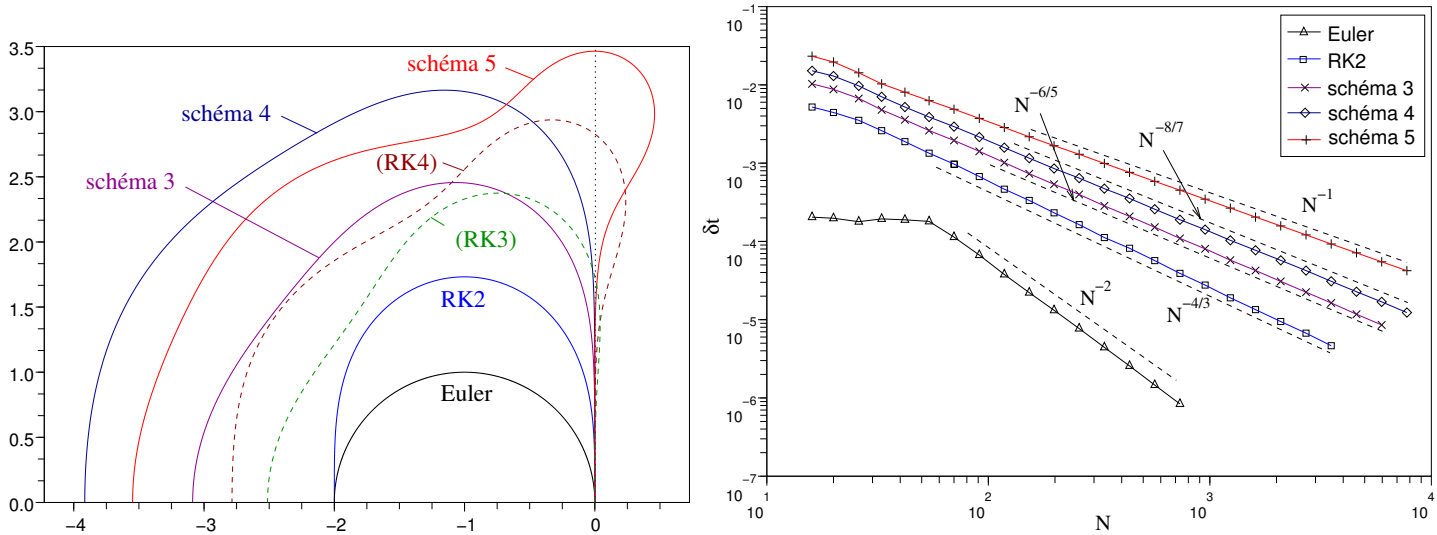 3.5
3.0
2.5
2.0
1.5
1.0
0.5
0.0
−4
−3
−2
−1
0
schéma 5
schéma 4
(RK4)
schéma 3
(RK3)
RK2
Euler
10^−1
10^−2
10^−3
10^−4
10^−5
10^−6
10^−7
δt
10^1
10^2
10^3
10^4
N
N^−6/5
N^−8/7
N^−1
N^−4/3
N^−2
Euler
RK2
schéma 3
schéma 4
schéma 5